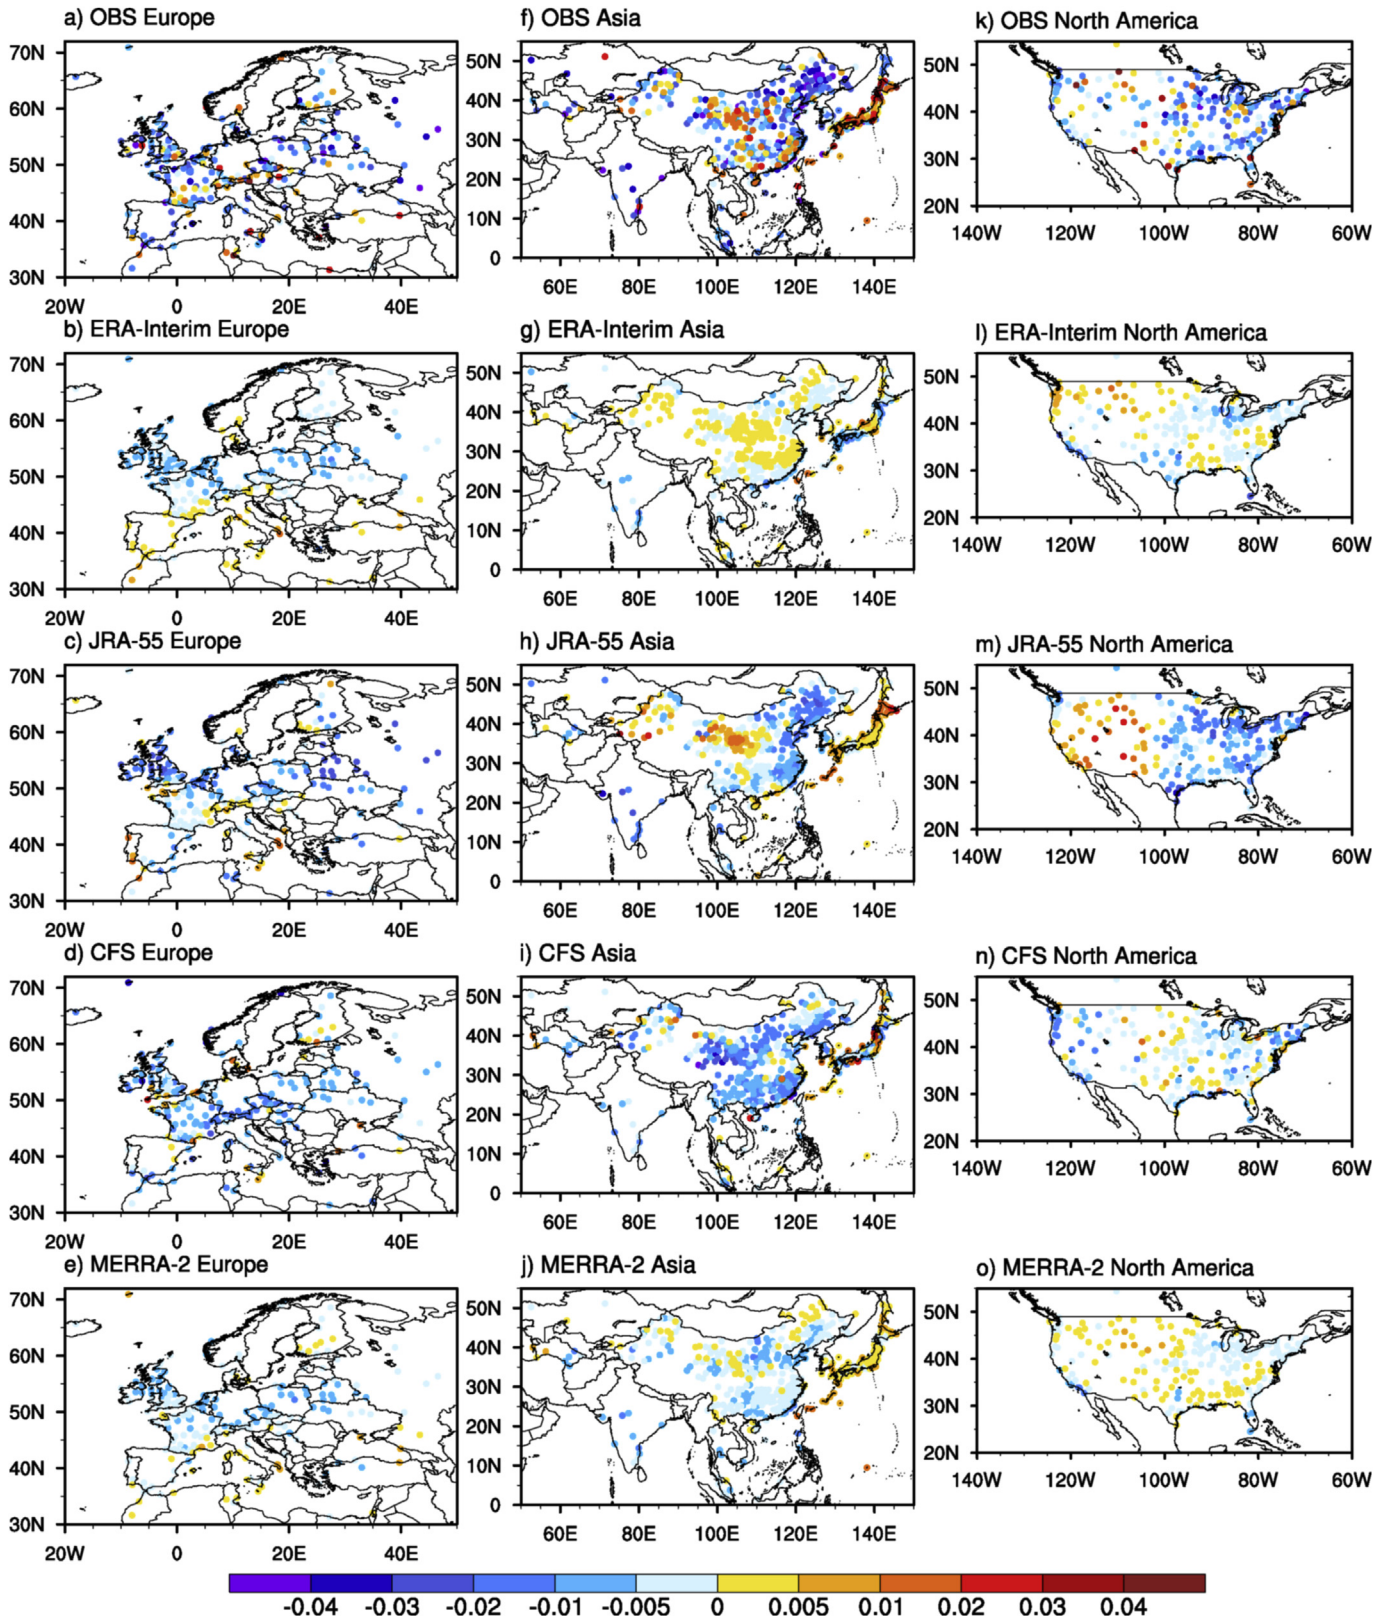 a) OBS Europe
f) OBS Asia
k) OBS North America
70N
60N
50N
40N
30N
20W 0 20E 40E
50N
40N
30N
20N
10N
0
60E 80E 100E 120E 140E
50N
40N
30N
20N
140W 120W 100W 80W 60W
b) ERA-Interim Europe
g) ERA-Interim Asia
l) ERA-Interim North America
70N
60N
50N
40N
30N
20W 0 20E 40E
50N
40N
30N
20N
10N
0
60E 80E 100E 120E 140E
50N
40N
30N
20N
140W 120W 100W 80W 60W
c) JRA-55 Europe
h) JRA-55 Asia
m) JRA-55 North America
70N
60N
50N
40N
30N
20W 0 20E 40E
50N
40N
30N
20N
10N
0
60E 80E 100E 120E 140E
50N
40N
30N
20N
140W 120W 100W 80W 60W
d) CFS Europe
i) CFS Asia
n) CFS North America
70N
60N
50N
40N
30N
20W 0 20E 40E
50N
40N
30N
20N
10N
0
60E 80E 100E 120E 140E
50N
40N
30N
20N
140W 120W 100W 80W 60W
e) MERRA-2 Europe
j) MERRA-2 Asia
o) MERRA-2 North America
70N
60N
50N
40N
30N
20W 0 20E 40E
50N
40N
30N
20N
10N
0
60E 80E 100E 120E 140E
50N
40N
30N
20N
140W 120W 100W 80W 60W
-0.04 -0.03 -0.02 -0.01 -0.005 0 0.005 0.01 0.02 0.03 0.04